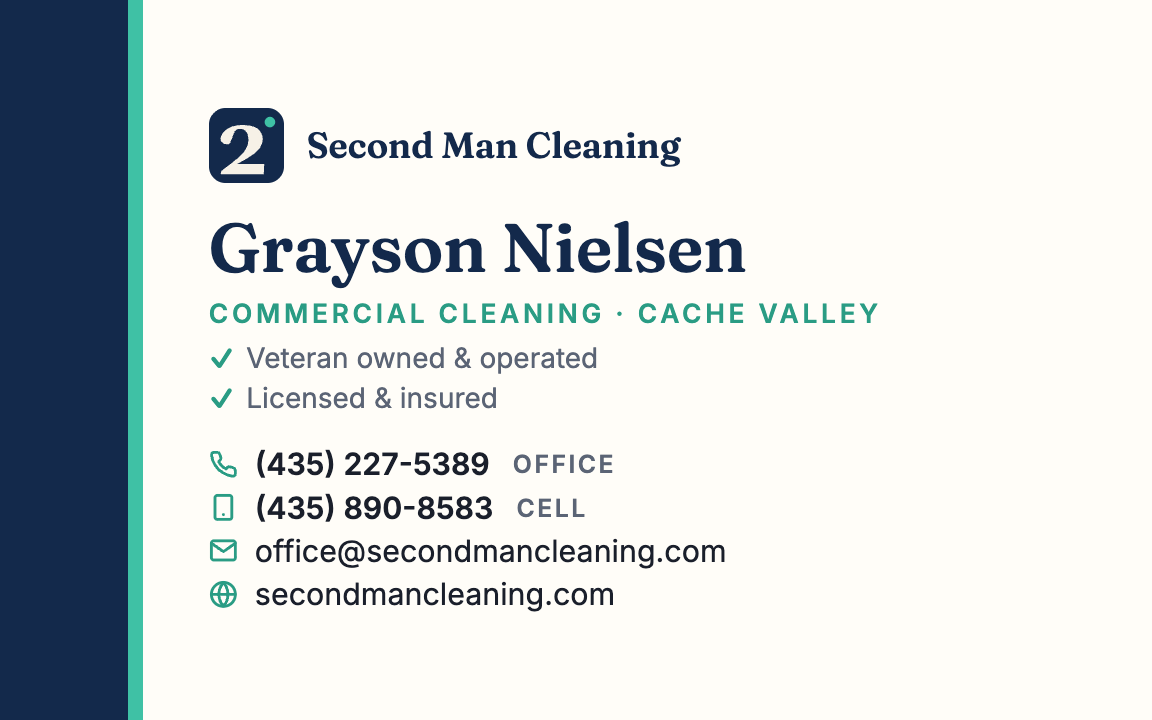 2 Second Man Cleaning
Grayson Nielsen
COMMERCIAL CLEANING · CACHE VALLEY
Veteran owned & operated
Licensed & insured
(435) 227-5389 OFFICE
(435) 890-8583 CELL
office@secondmancleaning.com
secondmancleaning.com